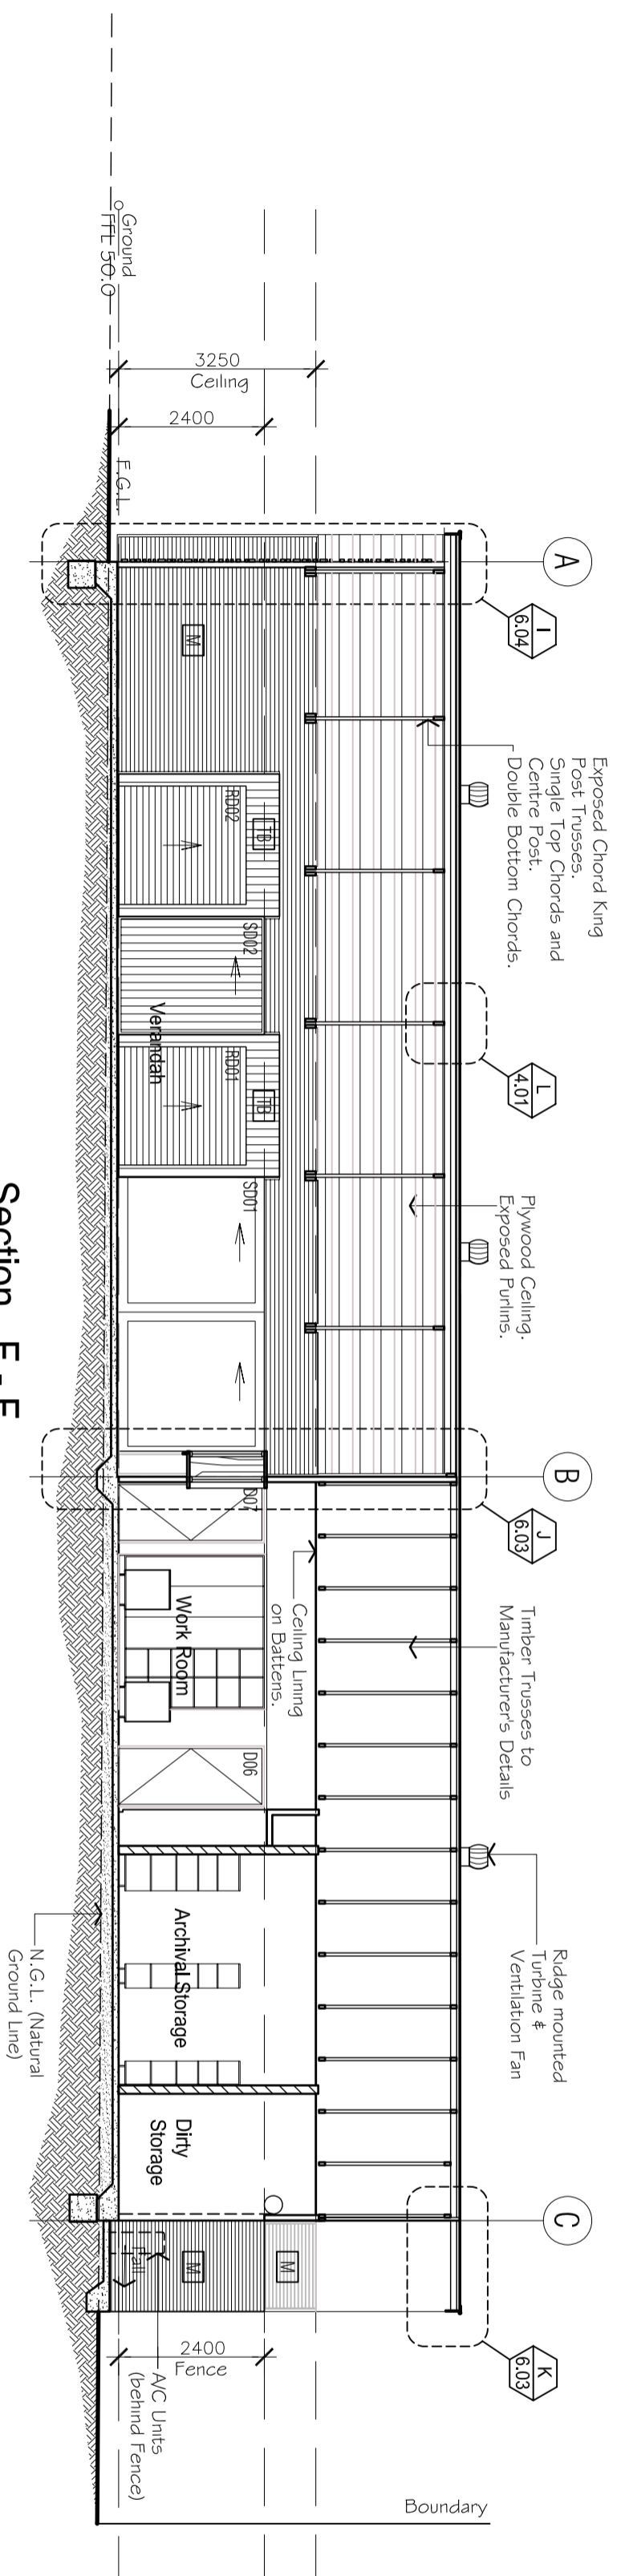 A
B
C
I
6.04
L
4.01
J
6.03
K
6.03
Exposed Chord King
Post Trusses.
Single Top Chords and
Centre Post.
Double Bottom Chords.
Plywood Ceiling.
Exposed Purlins.
Timber Trusses to
Manufacturer's Details
Ridge mounted
Turbine &
Ventilation Fan
Ceiling Lining
on Battens.
3250
Ceiling
2400
Ground
FFL 50.0
F.G.L.
M
RD02
TB
SD02
Verandah
RD01
TB
SD01
D07
Work Room
D06
Archival Storage
Dirty
Storage
M
M
Fall
2400
Fence
A/C Units
(behind Fence)
Boundary
N.G.L. (Natural
Ground Line)
Section F - F